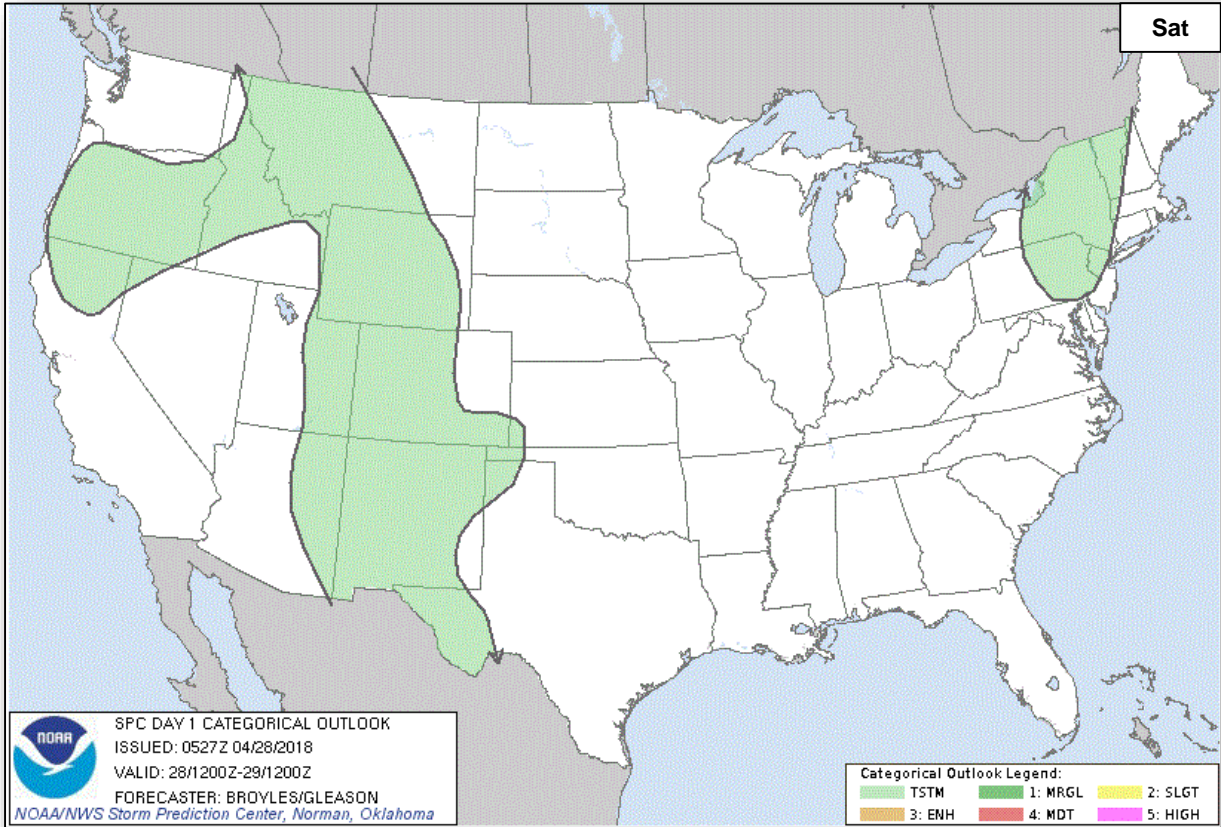 Sat
NOAA
SPC DAY 1 CATEGORICAL OUTLOOK
ISSUED: 0527Z 04/28/2018
VALID: 28/1200Z-29/1200Z
FORECASTER: BROYLES/GLEASON
NOAA/NWS Storm Prediction Center, Norman, Oklahoma
Categorical Outlook Legend:
TSTM 1: MRGL 2: SLGT
3: ENH 4: MDT 5: HIGH